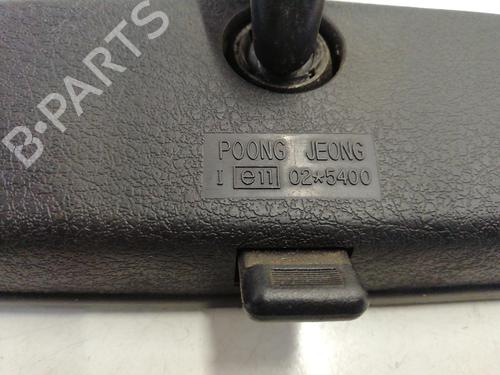 B·PARTS
POONG JEONG
I e11 02*5400